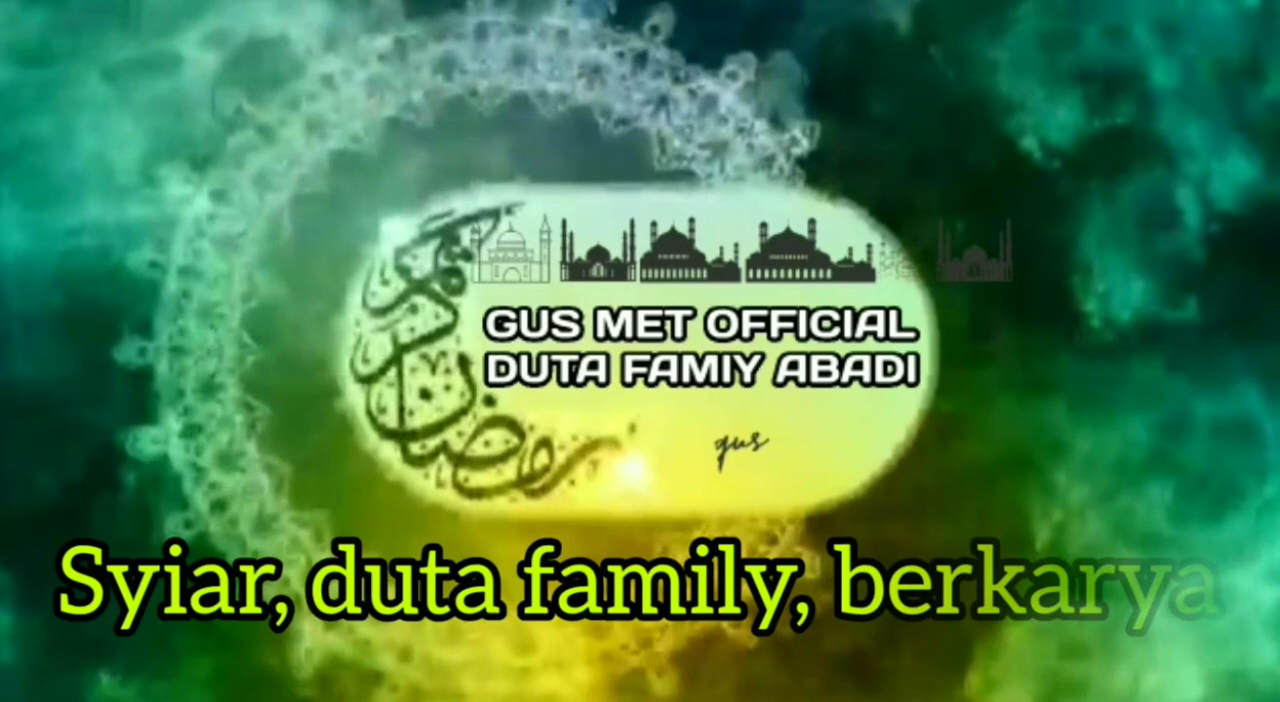 رمضان كريم
GUS MET OFFICIAL
DUTA FAMIY ABADI
gus
Syiar, duta family, berkarya